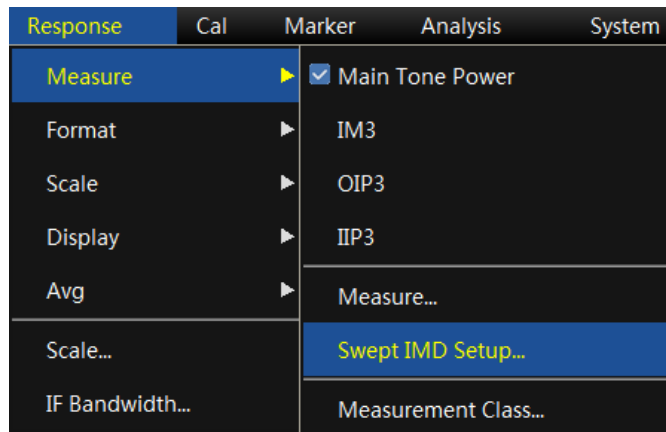 Response Cal Marker Analysis System
Measure
Format
Scale
Display
Avg
Scale...
IF Bandwidth...
Main Tone Power
IM3
OIP3
IIP3
Measure...
Swept IMD Setup...
Measurement Class...